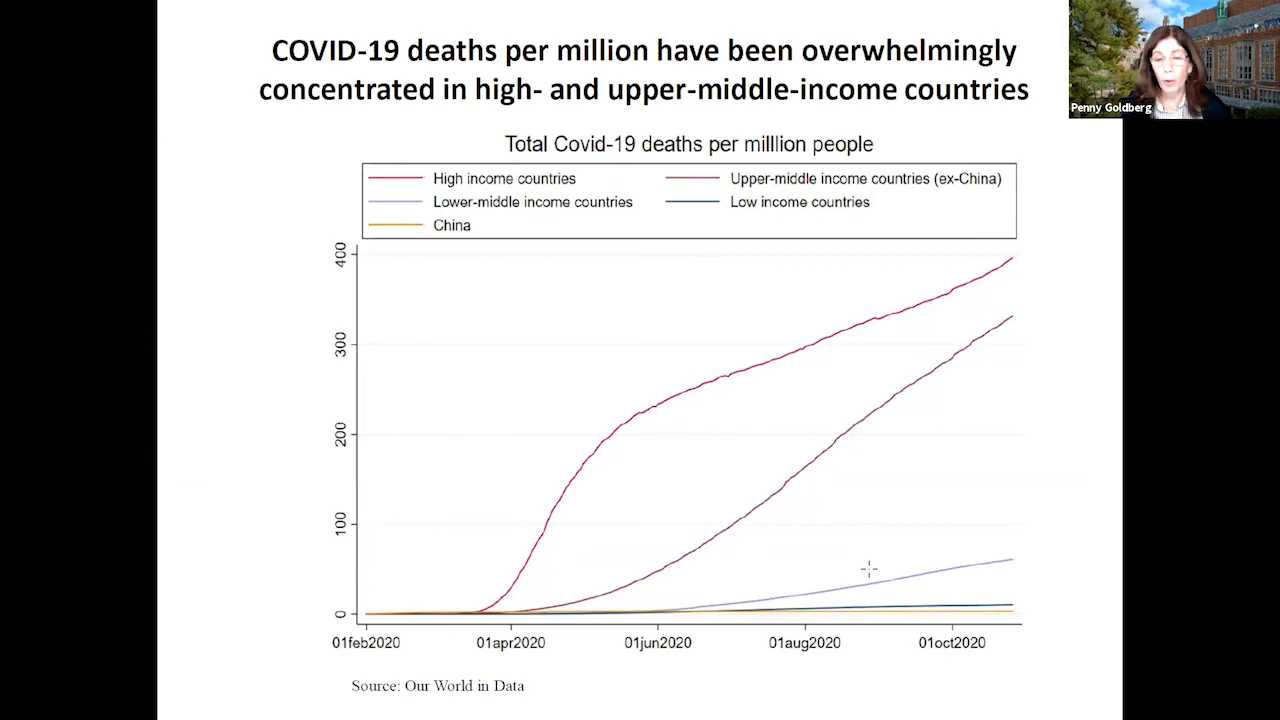 COVID-19 deaths per million have been overwhelmingly
concentrated in high- and upper-middle-income countries
Penny Goldberg
Total Covid-19 deaths per milllion people
High income countries
Upper-middle income countries (ex-China)
Lower-middle income countries
Low income countries
China
400
300
200
100
0
01feb2020
01apr2020
01jun2020
01aug2020
01oct2020
Source: Our World in Data